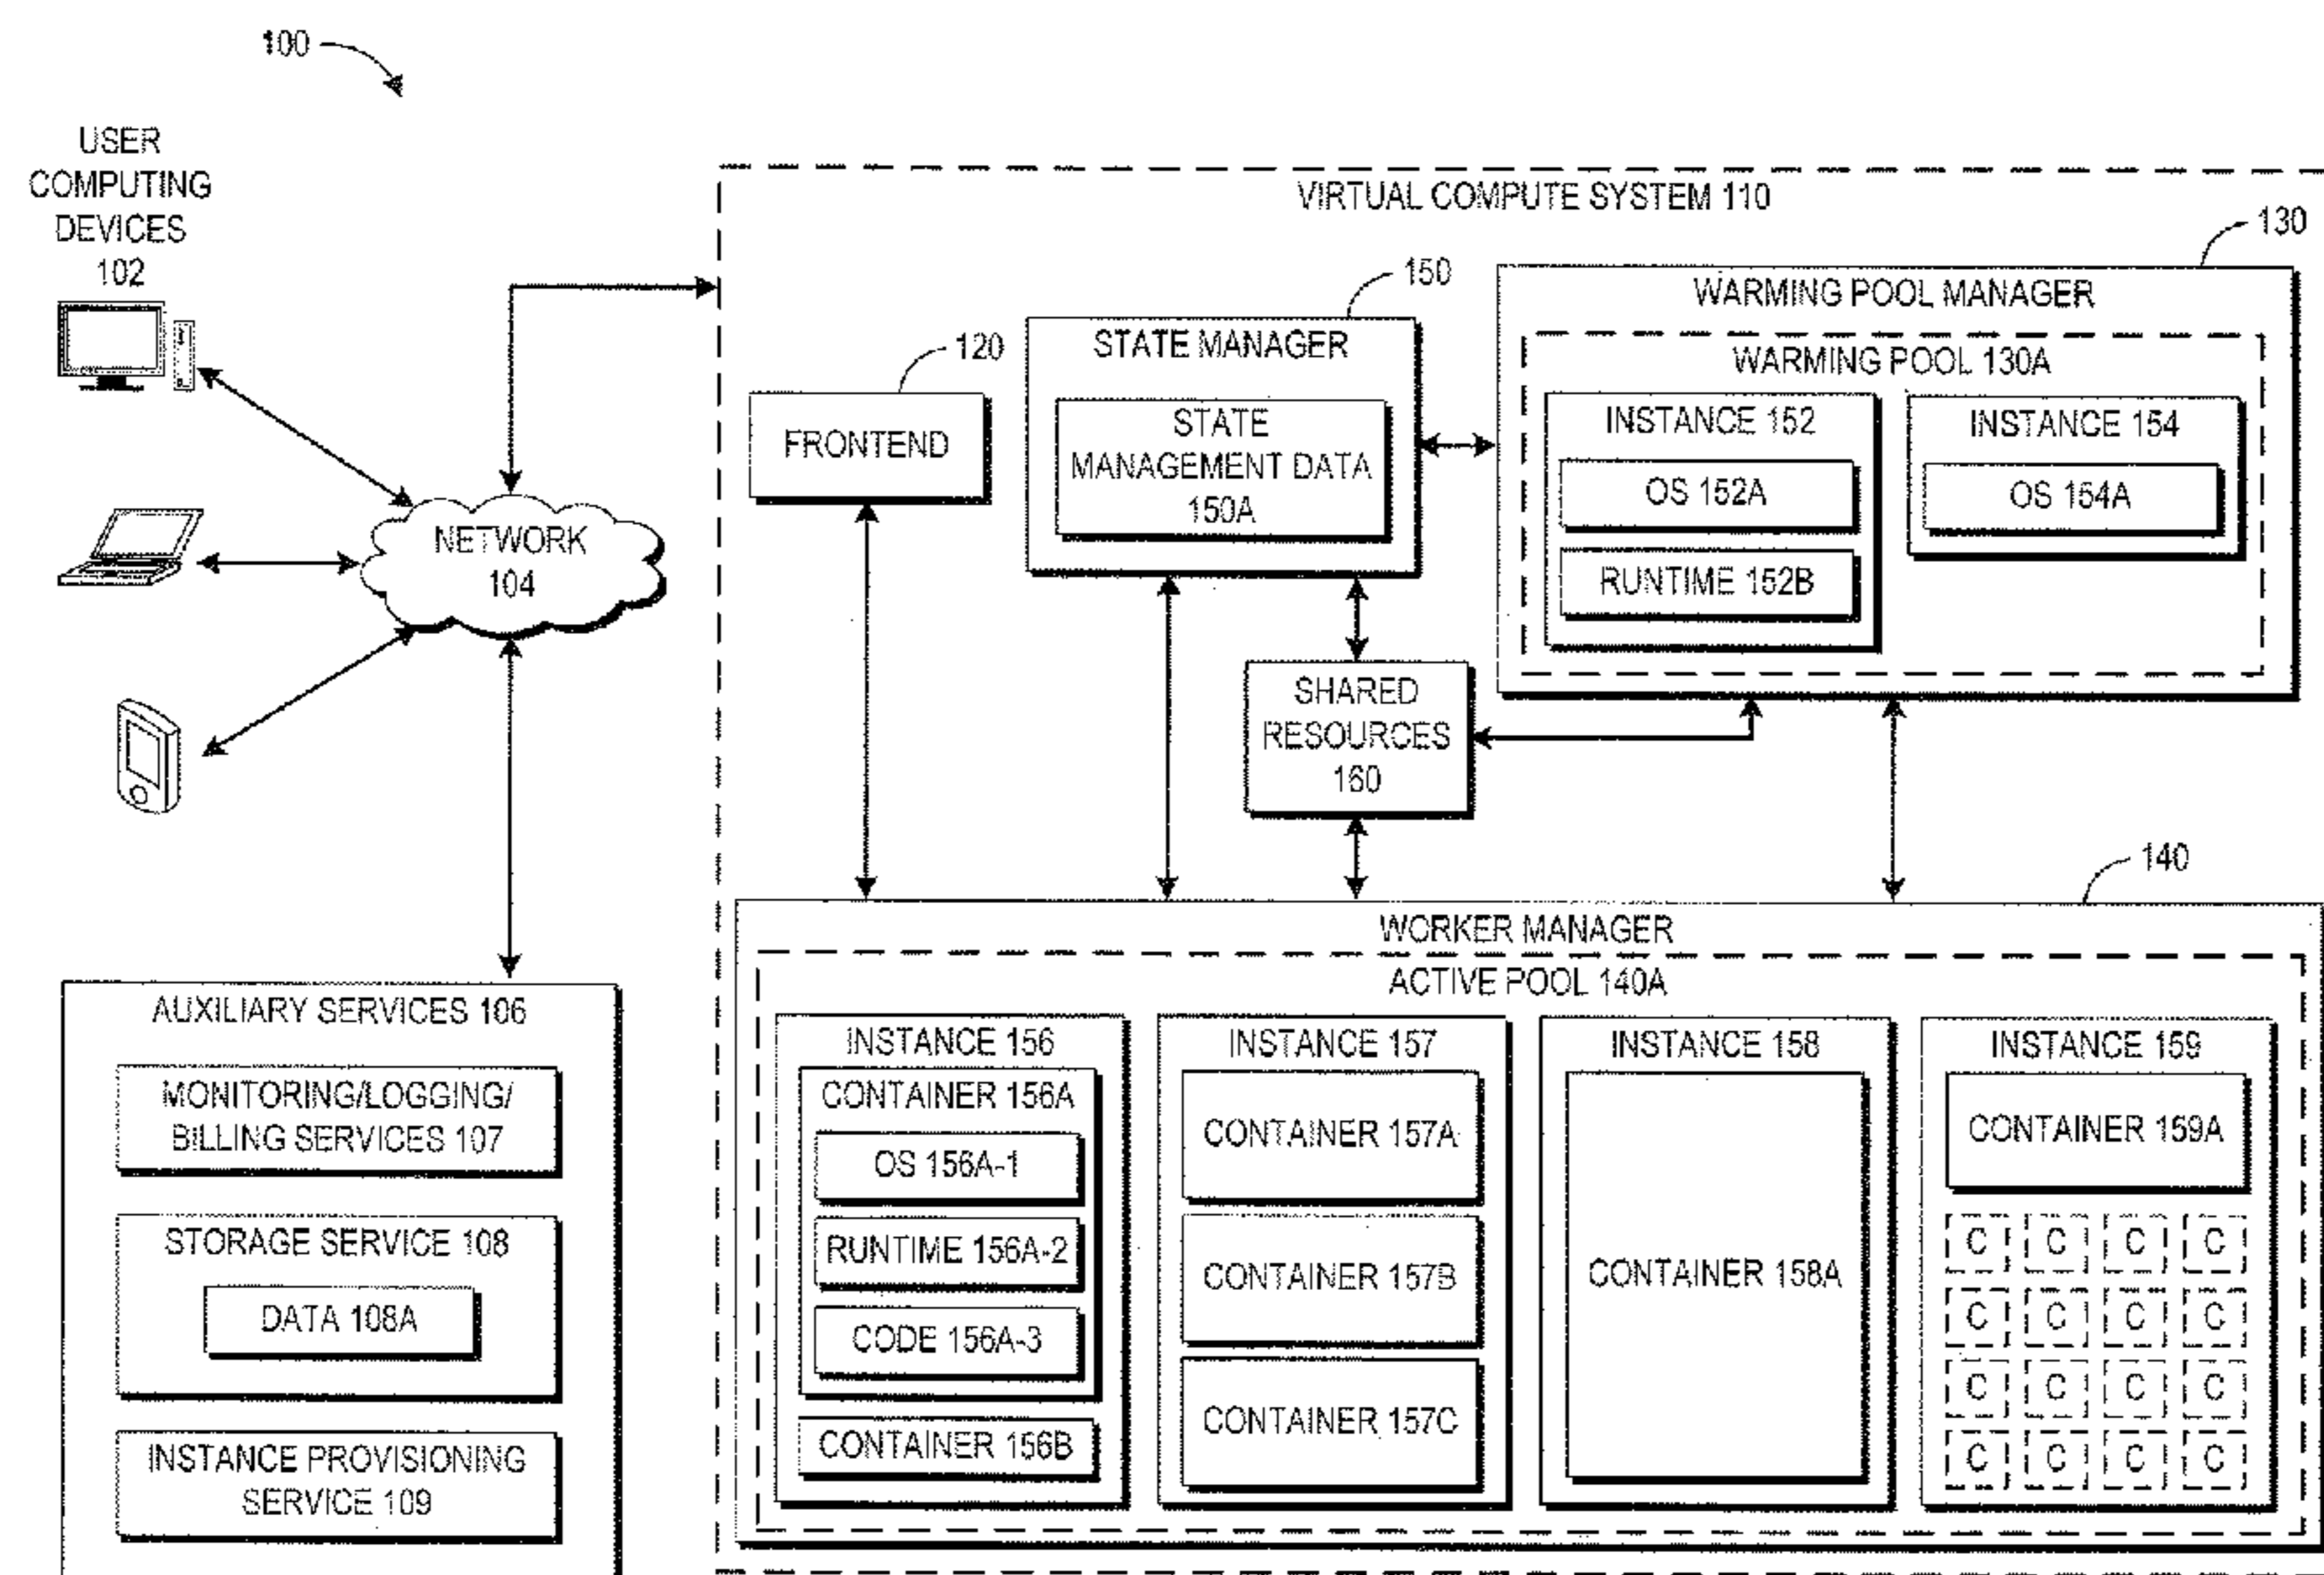 100
USER
COMPUTING
DEVICES
102
NETWORK
104
AUXILIARY SERVICES 106
MONITORING/LOGGING/
BILLING SERVICES 107
STORAGE SERVICE 108
DATA 108A
INSTANCE PROVISIONING
SERVICE 109
VIRTUAL COMPUTE SYSTEM 110
120
FRONTEND
150
STATE MANAGER
STATE
MANAGEMENT DATA
150A
130
WARMING POOL MANAGER
WARMING POOL 130A
INSTANCE 152
OS 152A
RUNTIME 152B
INSTANCE 154
OS 154A
SHARED
RESOURCES
160
140
WORKER MANAGER
ACTIVE POOL 140A
INSTANCE 156
CONTAINER 156A
OS 156A-1
RUNTIME 156A-2
CODE 156A-3
CONTAINER 156B
INSTANCE 157
CONTAINER 157A
CONTAINER 157B
CONTAINER 157C
INSTANCE 158
CONTAINER 158A
INSTANCE 159
CONTAINER 159A
C C C C
C C C C
C C C C
C C C C